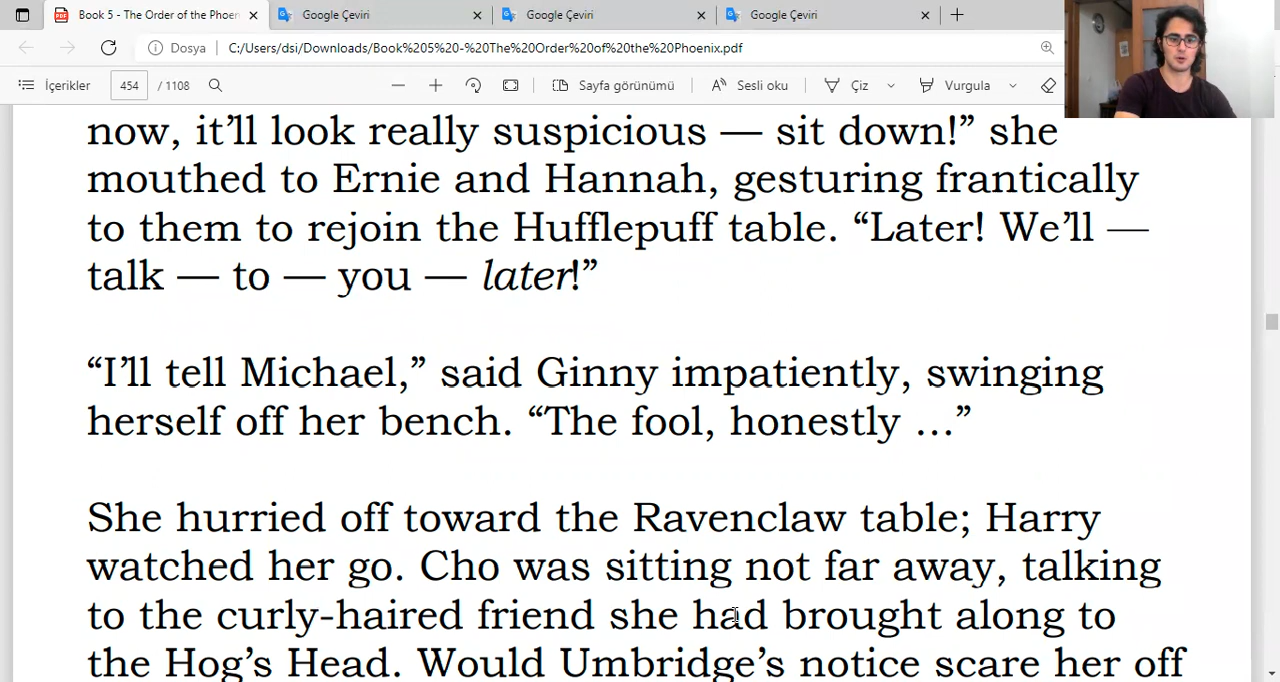 Book 5 - The Order of the Phoen
Google Çeviri
Google Çeviri
Google Çeviri
Dosya
C:/Users/dsi/Downloads/Book%205%20-%20The%20Order%20of%20the%20Phoenix.pdf
İçerikler
454
/ 1108
Sayfa görünümü
Sesli oku
Çiz
Vurgula
now, it’ll look really suspicious — sit down!” she
mouthed to Ernie and Hannah, gesturing frantically
to them to rejoin the Hufflepuff table. “Later! We’ll —
talk — to — you — later!”
“I’ll tell Michael,” said Ginny impatiently, swinging
herself off her bench. “The fool, honestly …”
She hurried off toward the Ravenclaw table; Harry
watched her go. Cho was sitting not far away, talking
to the curly-haired friend she had brought along to
the Hog’s Head. Would Umbridge’s notice scare her off